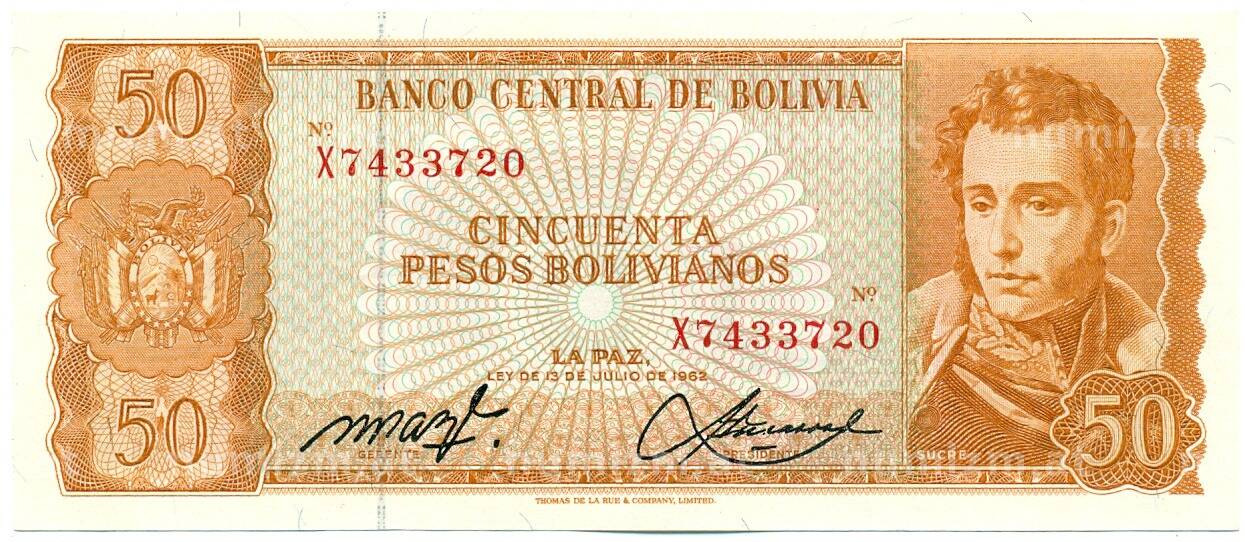 50
BANCO CENTRAL DE BOLIVIA
Nº
X7433720
CINCUENTA
PESOS BOLIVIANOS
Nº
X7433720
LA PAZ,
LEY DE 13 DE JULIO DE 1962
50
GERENTE
PRESIDENTE
SUCRE
50
THOMAS DE LA RUE & COMPANY, LIMITED.